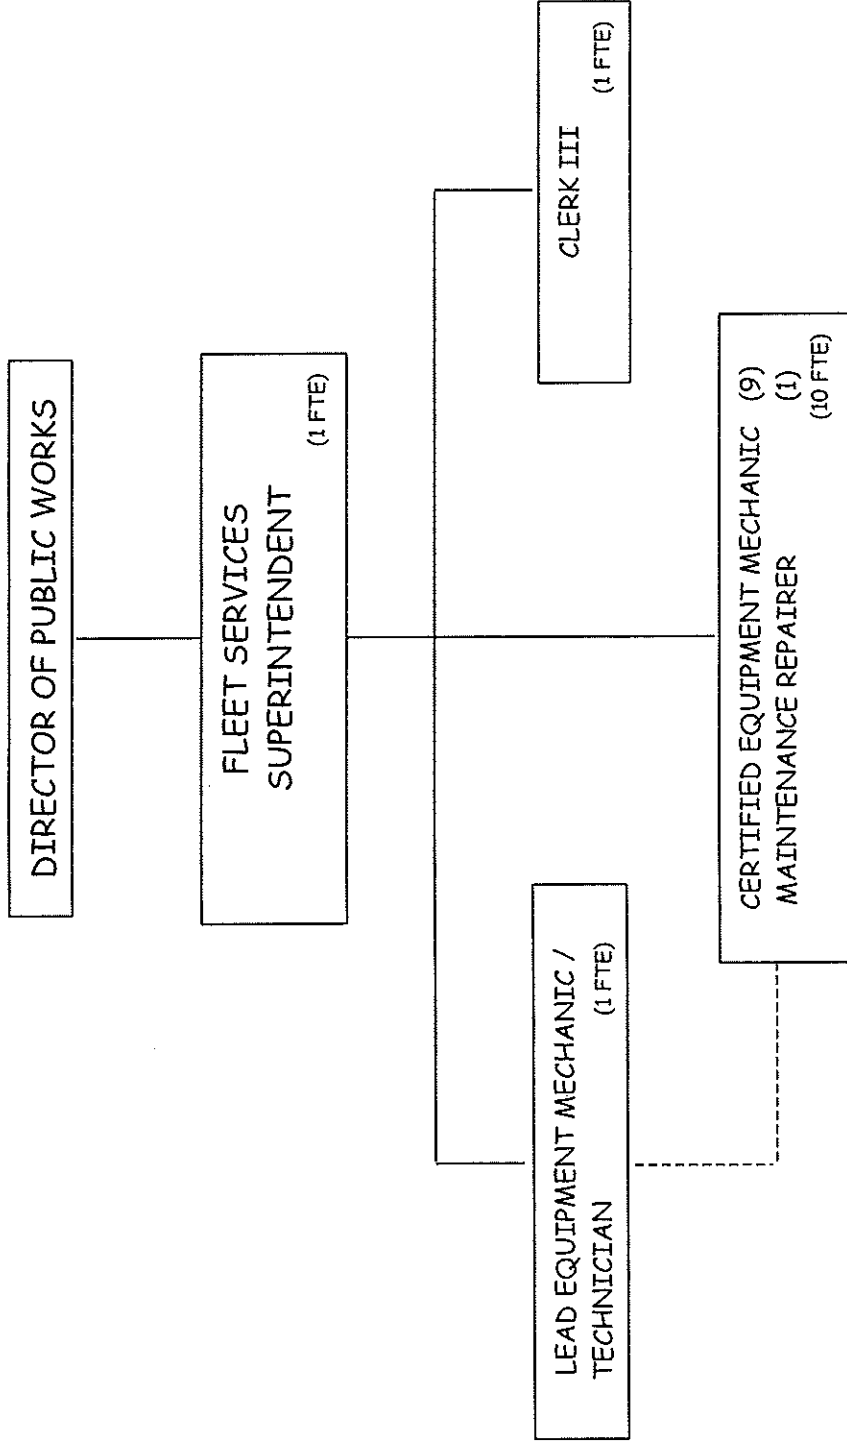 DIRECTOR OF PUBLIC WORKS
FLEET SERVICES
SUPERINTENDENT
(1 FTE)
LEAD EQUIPMENT MECHANIC /
TECHNICIAN
(1 FTE)
CLERK III
(1 FTE)
CERTIFIED EQUIPMENT MECHANIC (9)
MAINTENANCE REPAIRER (1)
(10 FTE)